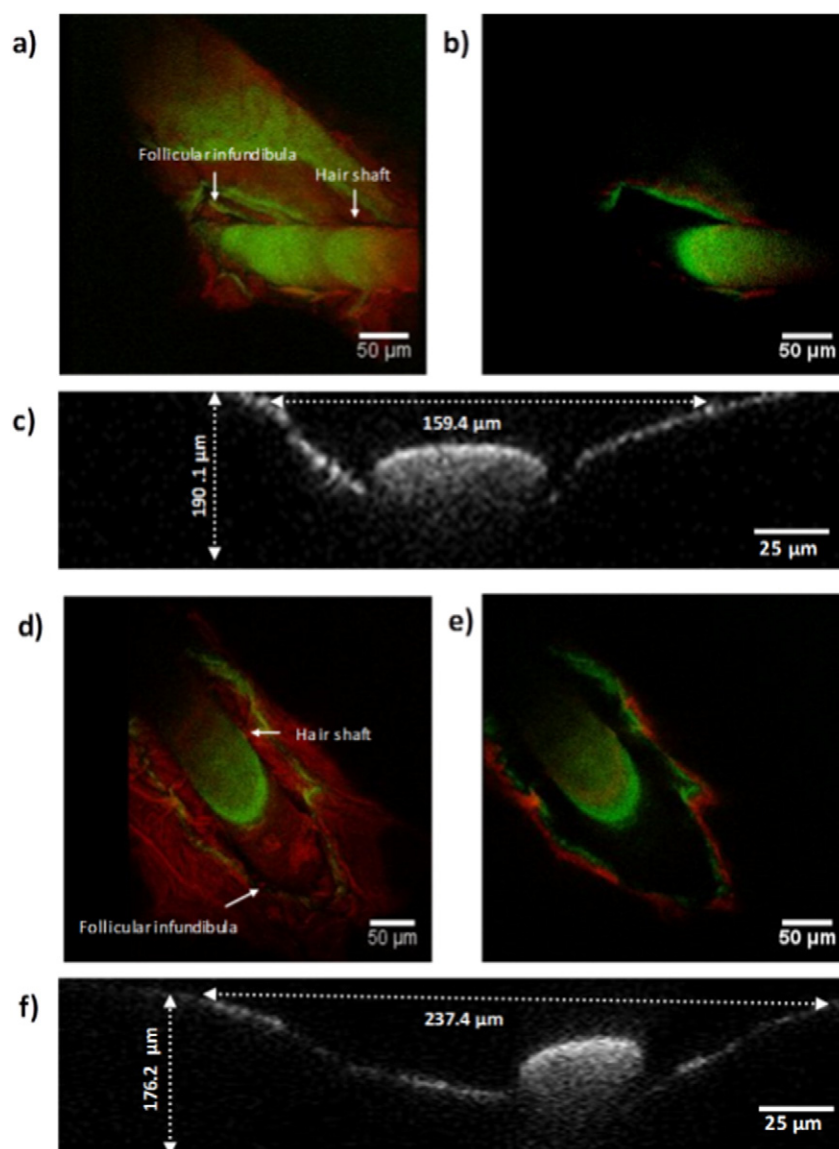 a)
b)
Follicular infundibula
Hair shaft
50 µm
50 µm
c)
159.4 µm
190 .1 µm
25 µm
d)
e)
Hair shaft
Follicular infundibula
50 µm
50 µm
f)
237.4 µm
176.2 µm
25 µm